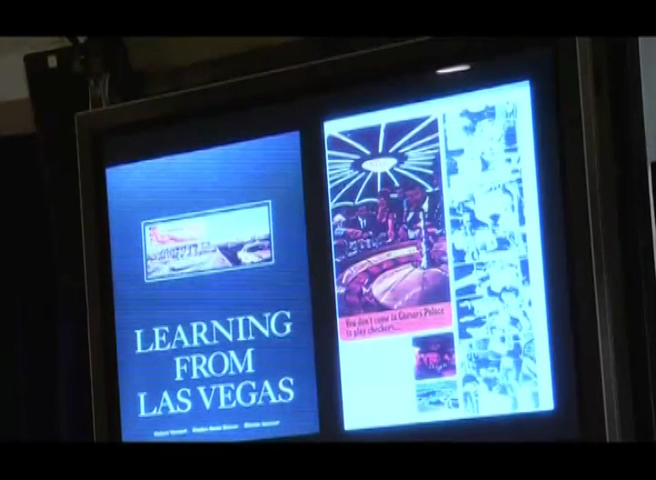 LEARNING
FROM
LAS VEGAS
You don't come to Caesars Palace
to play checkers...